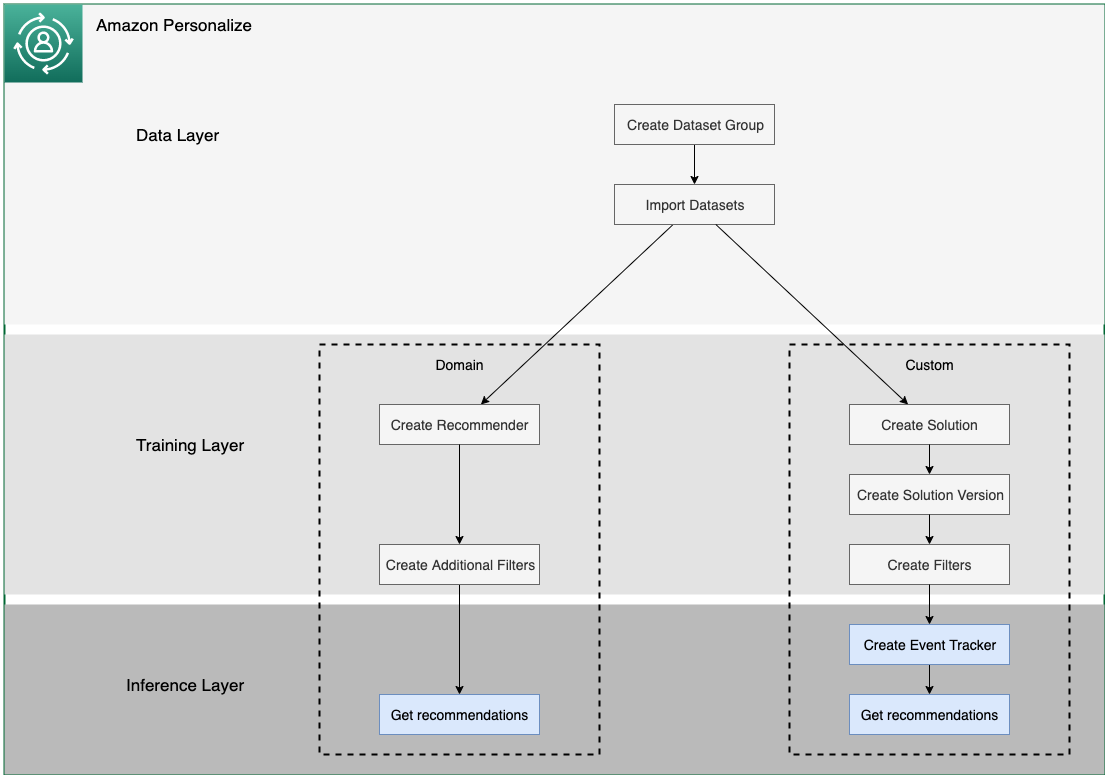 Amazon Personalize
Data Layer
Create Dataset Group
Import Datasets
Training Layer
Domain
Create Recommender
Create Additional Filters
Custom
Create Solution
Create Solution Version
Create Filters
Inference Layer
Get recommendations
Create Event Tracker
Get recommendations